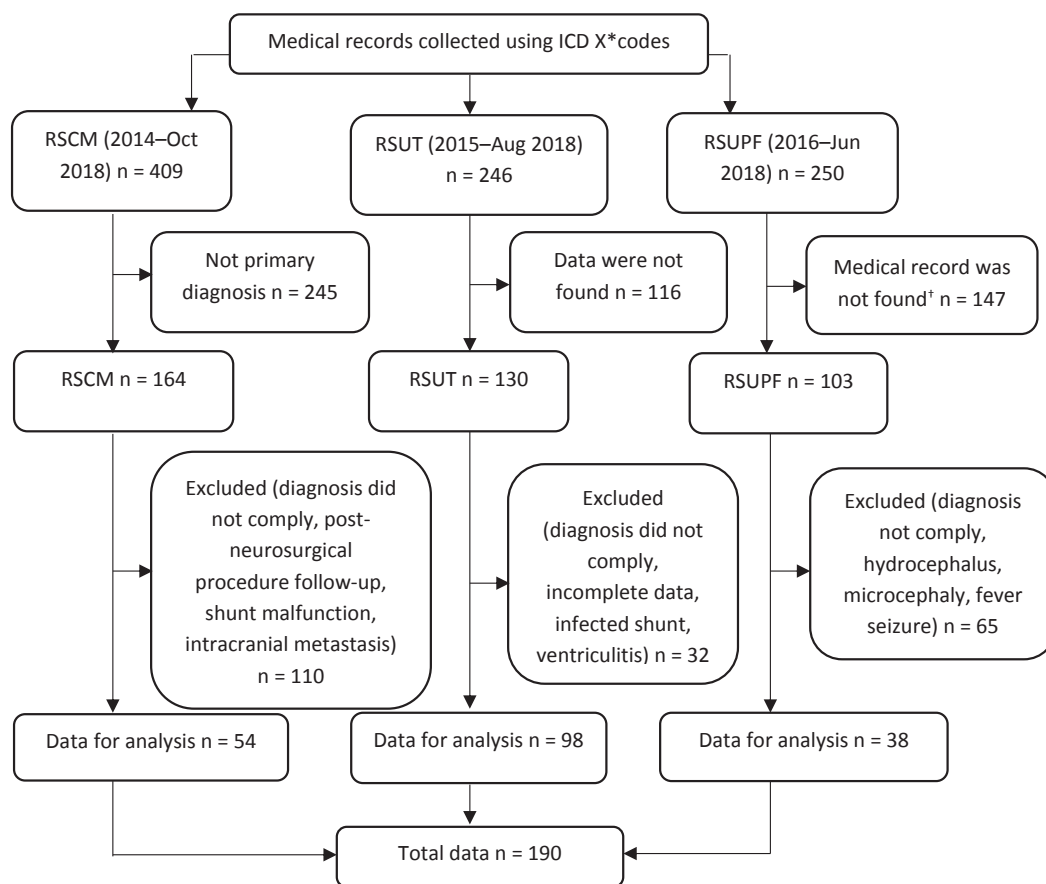 Medical records collected using ICD X*codes
RSCM (2014–Oct
2018) n = 409
RSUT (2015–Aug 2018)
n = 246
RSUPF (2016–Jun
2018) n = 250
Not primary
diagnosis n = 245
Data were not
found n = 116
Medical record was
not found† n = 147
RSCM n = 164
RSUT n = 130
RSUPF n = 103
Excluded (diagnosis did
not comply, post-
neurosurgical
procedure follow-up,
shunt malfunction,
intracranial metastasis)
n = 110
Excluded
(diagnosis did not
comply,
incomplete data,
infected shunt,
ventriculitis) n = 32
Excluded (diagnosis
not comply,
hydrocephalus,
microcephaly, fever
seizure) n = 65
Data for analysis n = 54
Data for analysis n = 98
Data for analysis n = 38
Total data n = 190